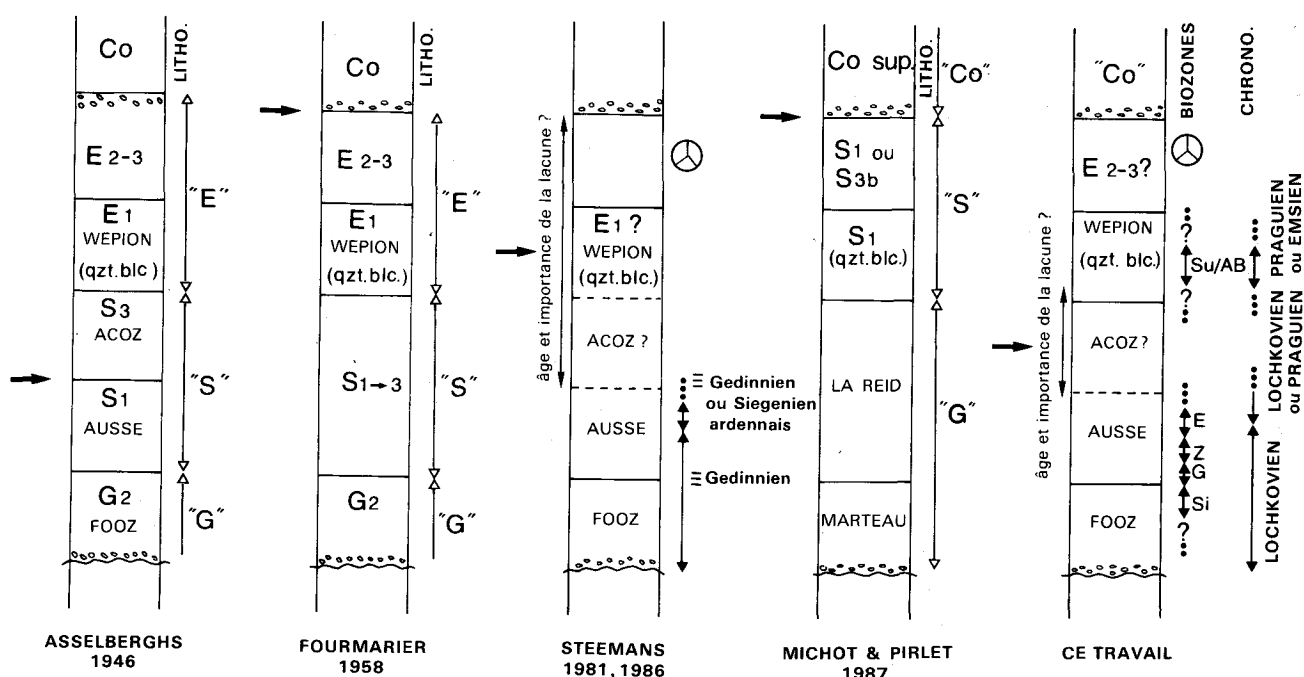 Co
LITHO.
E 2-3
"E"
E1
WEPION
(qzt.blc)
S3
ACOZ
"S"
S1
AUSSE
G2
FOOZ
"G"
ASSELBERGHS
1946
Co
LITHO.
E 2-3
"E"
E1
WEPION
(qzt.blc.)
S1→3
"S"
G2
"G"
FOURMARIER
1958
âge et importance de la lacune ?
E1 ?
WEPION
(qzt.blc.)
ACOZ ?
AUSSE
FOOZ
Gedinnien
ou Siegenien
ardennais
Gedinnien
STEEMANS
1981, 1986
Co sup.
LITHO.
"Co"
S1 ou
S3b
"S"
S1
(qzt.blc.)
LA REID
"G"
MARTEAU
MICHOT & PIRLET
1987
âge et importance de la lacune ?
"Co"
BIOZONES
CHRONO.
E 2-3?
WEPION
(qzt. blc.)
ACOZ?
AUSSE
FOOZ
?
Su/AB
?
E
Z
G
Si
?
PRAGUIEN
ou EMSIEN
LOCHKOVIEN
ou PRAGUIEN
LOCHKOVIEN
CE TRAVAIL